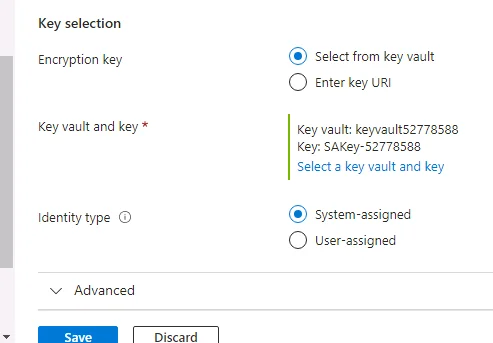 Key selection
Encryption key
Select from key vault
Enter key URI
Key vault and key *
Key vault: keyvault52778588
Key: SAKey-52778588
Select a key vault and key
Identity type
System-assigned
User-assigned
Advanced
Save
Discard